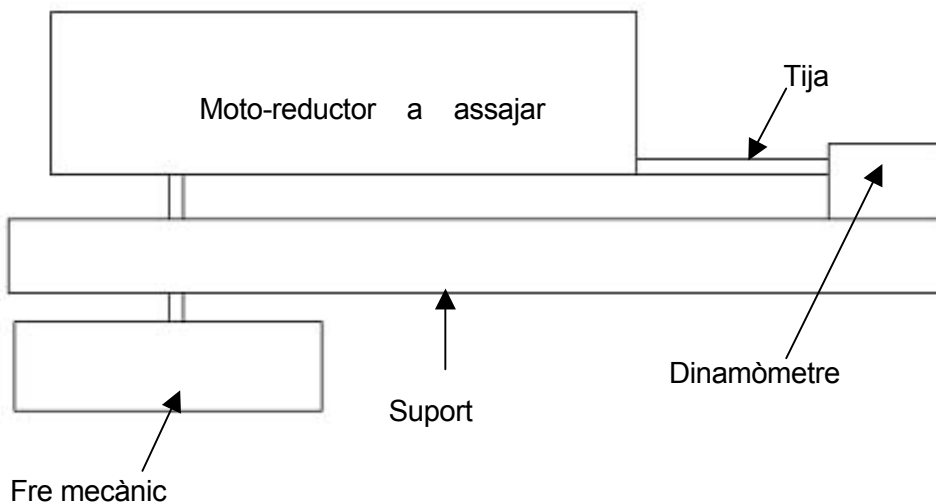 Tija
Moto-reductor a assajar
Dinamòmetre
Suport
Fre mecànic